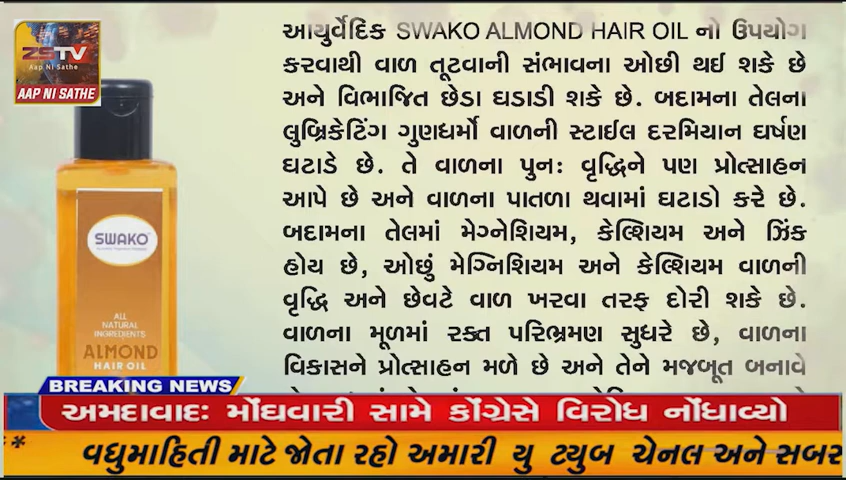 ZSTV
Aap Ni Sathe
AAP NI SATHE
આયુર્વેદિક SWAKO ALMOND HAIR OIL નો ઉપયોગ
કરવાથી વાળ તૂટવાની સંભાવના ઓછી થઈ શકે છે
અને વિભાજિત છેડા ઘડાડી શકે છે. બદામના તેલના
લુબ્રિકેટિંગ ગુણધર્મો વાળની સ્ટાઈલ દરમિયાન ઘર્ષણ
ઘટાડે છે. તે વાળના પુનઃ વૃદ્ધિને પણ પ્રોત્સાહન
આપે છે અને વાળના પાતળા થવામાં ઘટાડો કરે છે.
બદામના તેલમાં મેગ્નેશિયમ, કેલ્શિયમ અને ઝિંક
હોય છે, ઓછું મેગ્નિશિયમ અને કેલ્શિયમ વાળની
વૃદ્ધિ અને છેવટે વાળ ખરવા તરફ દોરી શકે છે.
વાળના મૂળમાં રક્ત પરિભ્રમણ સુધરે છે, વાળના
વિકાસને પ્રોત્સાહન મળે છે અને તેને મજબૂત બનાવે
SWAKO
ALL
NATURAL
INGREDIENTS
ALMOND
HAIR OIL
BREAKING NEWS
અમદાવાદઃ મોંઘવારી સામે કોંગ્રેસે વિરોધ નોંધાવ્યો
** વધુમાહિતી માટે જોતા રહો અમારી યુ ટ્યુબ ચેનલ અને સબસ